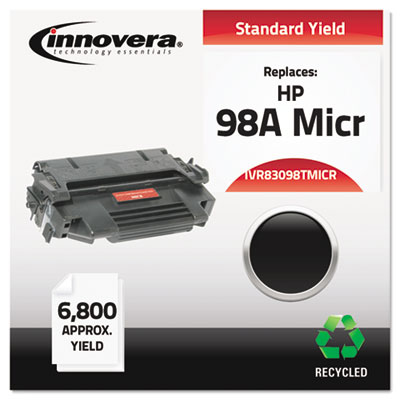 innovera
technology essentials
Standard Yield
Replaces:
HP
98A Micr
IVR83098TMICR
6,800
APPROX.
YIELD
RECYCLED